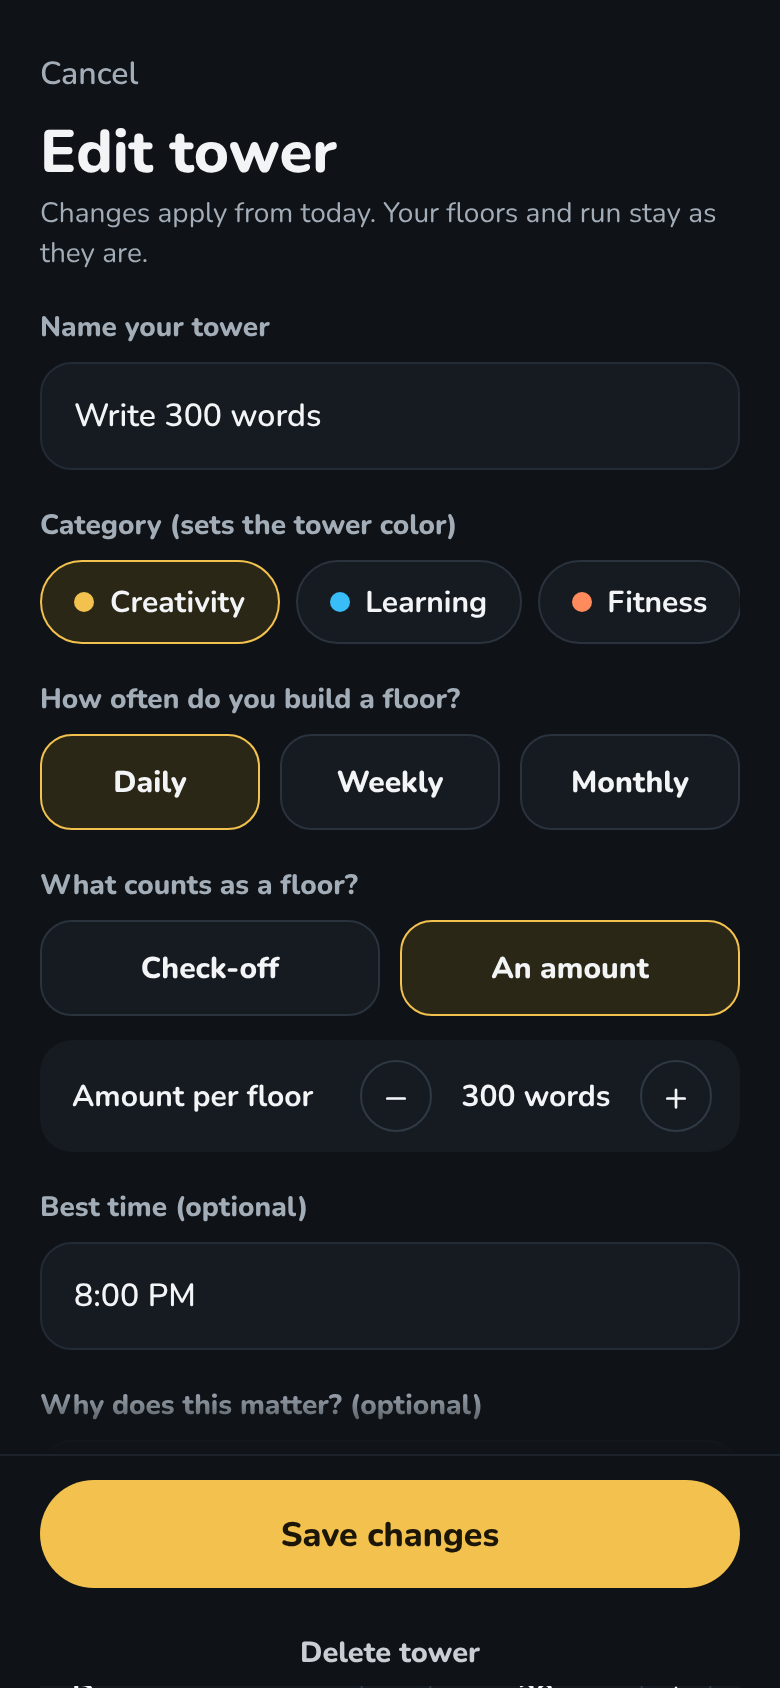 Cancel
Edit tower
Changes apply from today. Your floors and run stay as
they are.
Name your tower
Write 300 words
Category (sets the tower color)
Creativity
Learning
Fitness
How often do you build a floor?
Daily
Weekly
Monthly
What counts as a floor?
Check-off
An amount
Amount per floor
−
300 words
+
Best time (optional)
8:00 PM
Why does this matter? (optional)
Save changes
Delete tower